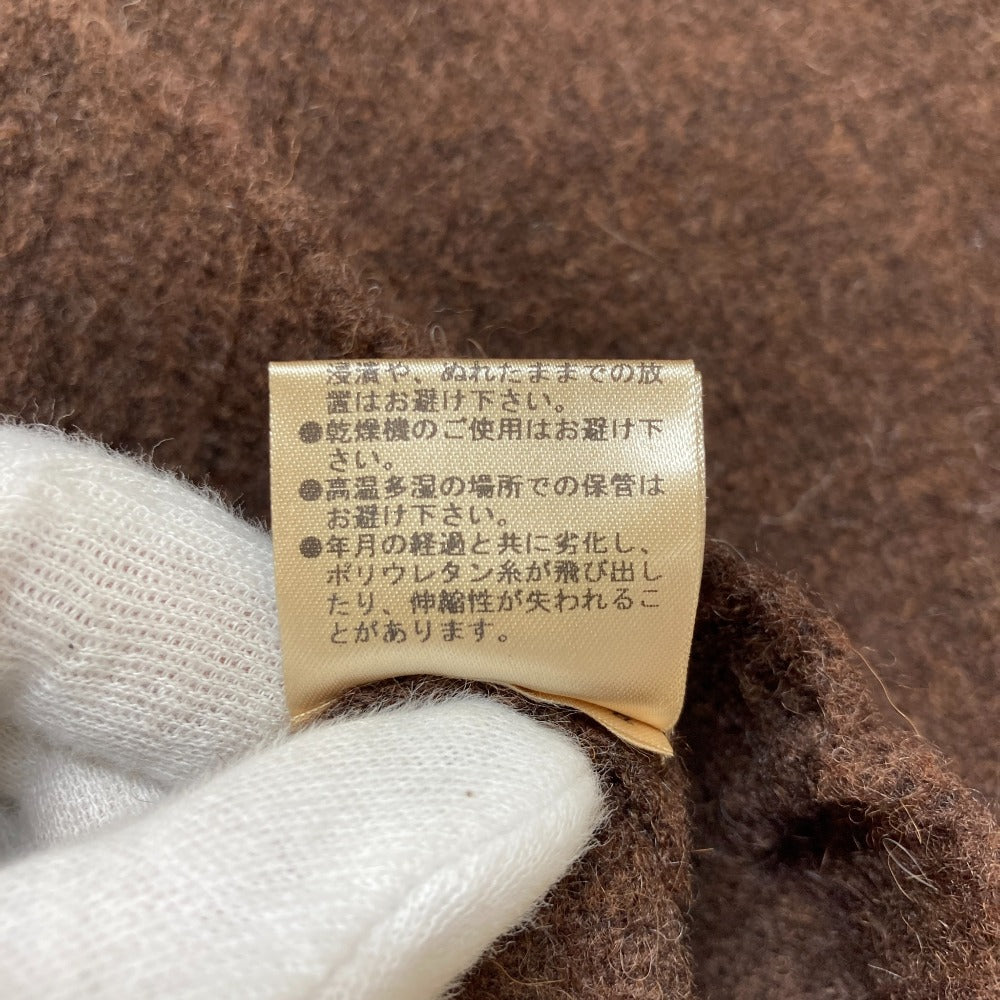 浸漬や、ぬれたままでの放
置はお避け下さい。
●乾燥機のご使用はお避け下
さい。
●高温多湿の場所での保管は
お避け下さい。
●年月の経過と共に劣化し、
ポリウレタン糸が飛び出し
たり、伸縮性が失われるこ
とがあります。